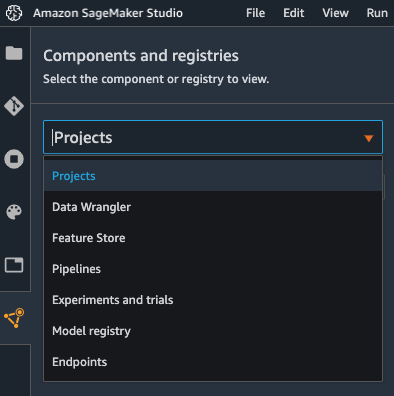 Amazon SageMaker Studio File Edit View Run
Components and registries
Select the component or registry to view.
Projects
Projects
Data Wrangler
Feature Store
Pipelines
Experiments and trials
Model registry
Endpoints